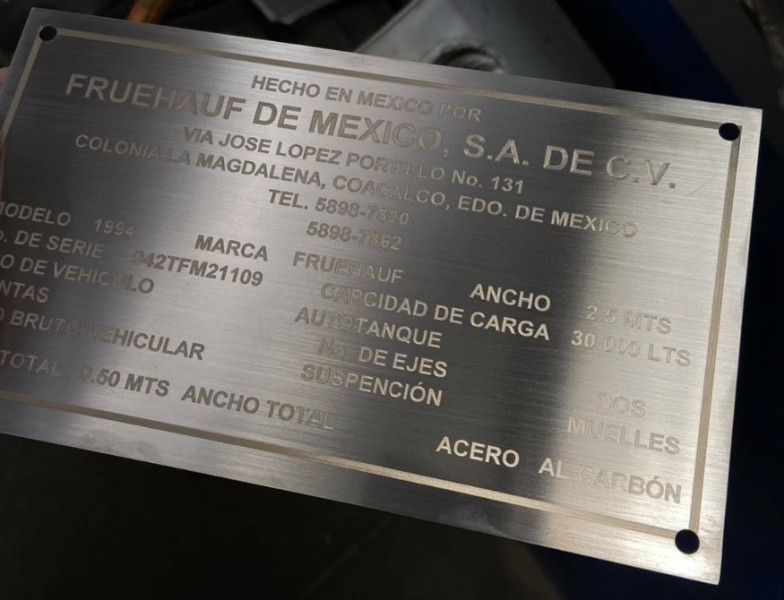 HECHO EN MEXICO POR
FRUEHAUF DE MEXICO, S.A. DE C.V.
VIA JOSE LOPEZ PORTILLO No. 131
COLONIA LA MAGDALENA, COACALCO, EDO. DE MEXICO
TEL. 5898-7890
5898-7892
MODELO 1994 MARCA FRUEHAUF ANCHO 2.5 MTS
DE SERIE 942TFM21109 CAPCIDAD DE CARGA 30 000 LTS
O DE VEHICULO AUTOTANQUE
NTAS No. DE EJES DOS
O BRUTO VEHICULAR SUSPENCIÓN MUELLES
TOTAL 9.50 MTS ANCHO TOTAL ACERO AL CARBÓN